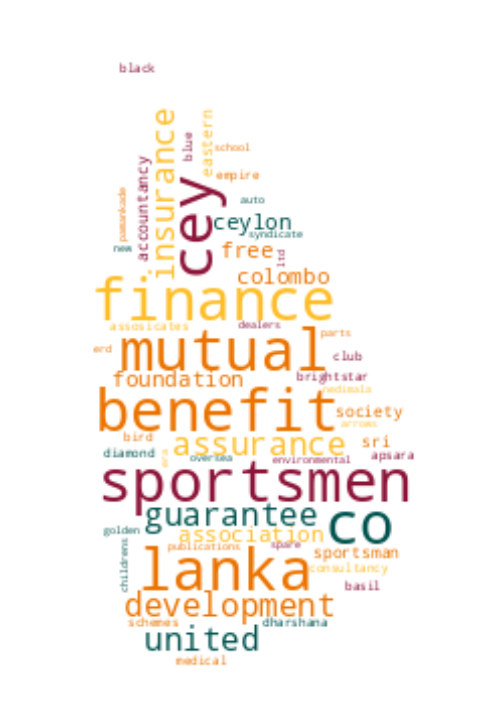 black
insurance
eastern
blue
school
accountancy
empire
cey
pamankade
auto
ceylon
syndicate
new
free
ltd
colombo
finance
assosicates
dealers
parts
mutual
erd
club
foundation
brightstar
nedimala
benefit
society
arrows
bird
assurance
sri
diamond
oversea
environmental
apsara
sportsmen
guarantee
co
golden
association
publications
spare
sportsman
childrens
lanka
consultancy
basil
development
schemes
dharshana
united
medical